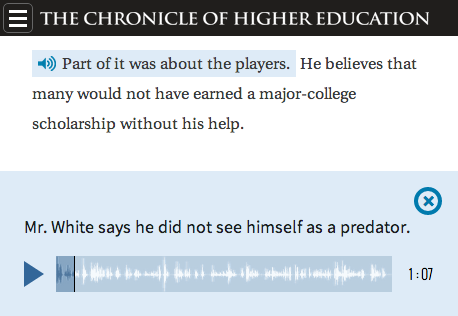 THE CHRONICLE OF HIGHER EDUCATION
Part of it was about the players. He believes that
many would not have earned a major-college
scholarship without his help.
Mr. White says he did not see himself as a predator.
1:07